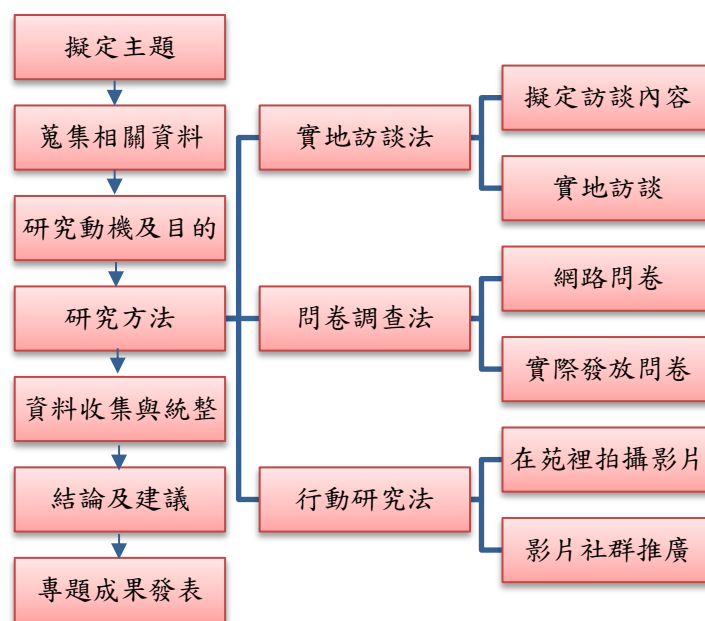 擬定主題
蒐集相關資料
研究動機及目的
研究方法
資料收集與統整
結論及建議
專題成果發表
實地訪談法
擬定訪談內容
實地訪談
問卷調查法
網路問卷
實際發放問卷
行動研究法
在苑裡拍攝影片
影片社群推廣